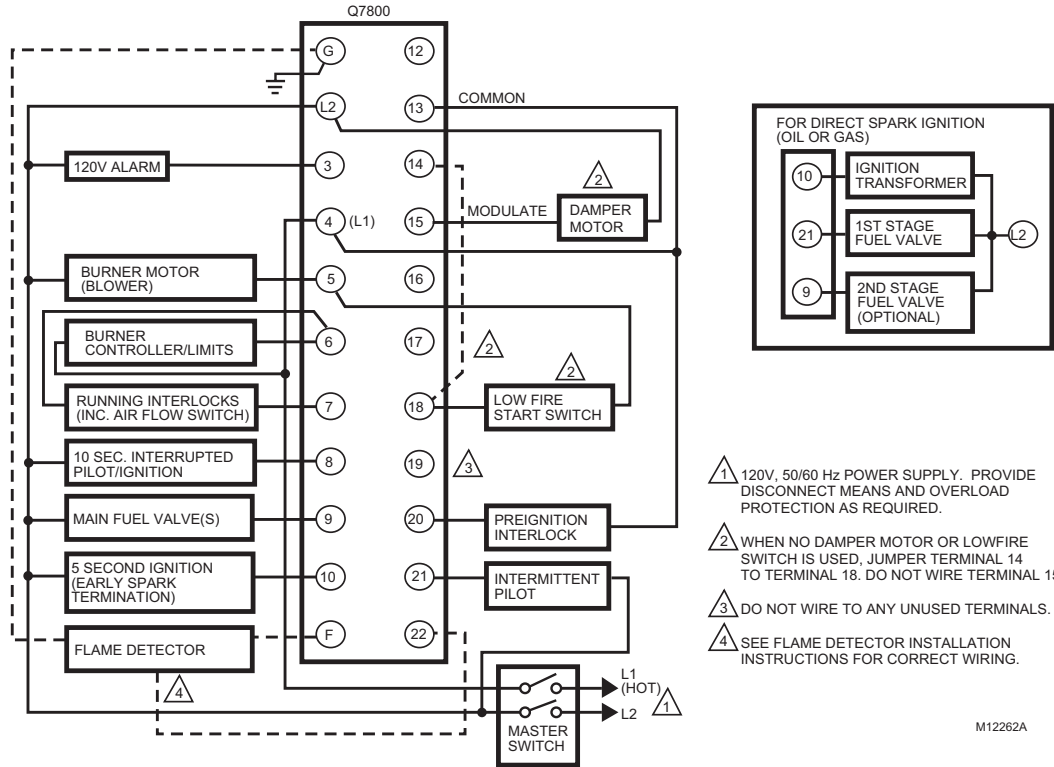 Q7800
G
12
L2
13
COMMON
120V ALARM
3
14
4
(L1)
15
MODULATE
DAMPER
MOTOR
2
BURNER MOTOR
(BLOWER)
5
16
BURNER
CONTROLLER/LIMITS
6
17
2
2
RUNNING INTERLOCKS
(INC. AIR FLOW SWITCH)
7
18
LOW FIRE
START SWITCH
10 SEC. INTERRUPTED
PILOT/IGNITION
8
19
3
MAIN FUEL VALVE(S)
9
20
PREIGNITION
INTERLOCK
5 SECOND IGNITION
(EARLY SPARK
TERMINATION)
10
21
INTERMITTENT
PILOT
FLAME DETECTOR
F
22
4
L1
(HOT)
L2
1
MASTER
SWITCH
FOR DIRECT SPARK IGNITION
(OIL OR GAS)
10
IGNITION
TRANSFORMER
21
1ST STAGE
FUEL VALVE
L2
9
2ND STAGE
FUEL VALVE
(OPTIONAL)
1 120V, 50/60 Hz POWER SUPPLY. PROVIDE
DISCONNECT MEANS AND OVERLOAD
PROTECTION AS REQUIRED.
2 WHEN NO DAMPER MOTOR OR LOWFIRE
SWITCH IS USED, JUMPER TERMINAL 14
TO TERMINAL 18. DO NOT WIRE TERMINAL 15
3 DO NOT WIRE TO ANY UNUSED TERMINALS.
4 SEE FLAME DETECTOR INSTALLATION
INSTRUCTIONS FOR CORRECT WIRING.
M12262A